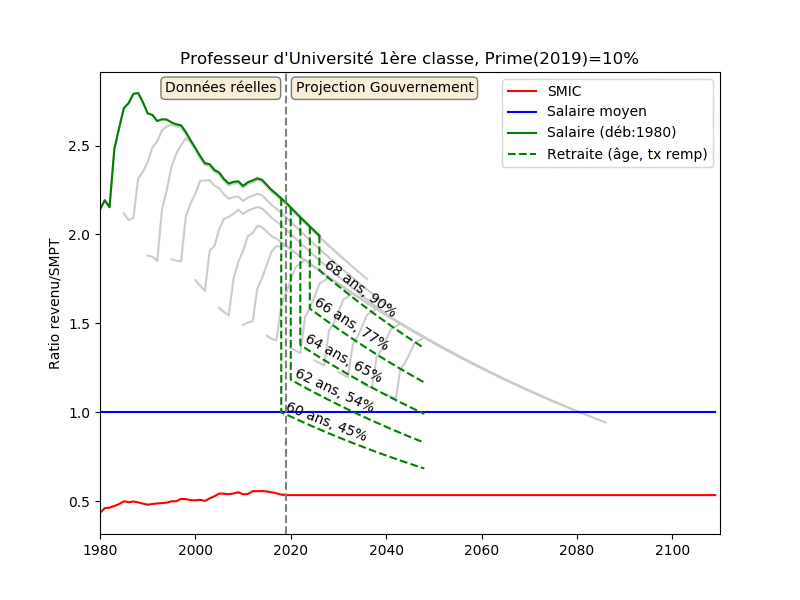 Professeur d'Université 1ère classe, Prime(2019)=10%
Données réelles
Projection Gouvernement
SMIC
Salaire moyen
Salaire (déb:1980)
Retraite (âge, tx remp)
Ratio revenu/SMPT
2.5
2.0
1.5
1.0
0.5
68 ans, 90%
66 ans, 77%
64 ans, 65%
62 ans, 54%
60 ans, 45%
1980
2000
2020
2040
2060
2080
2100